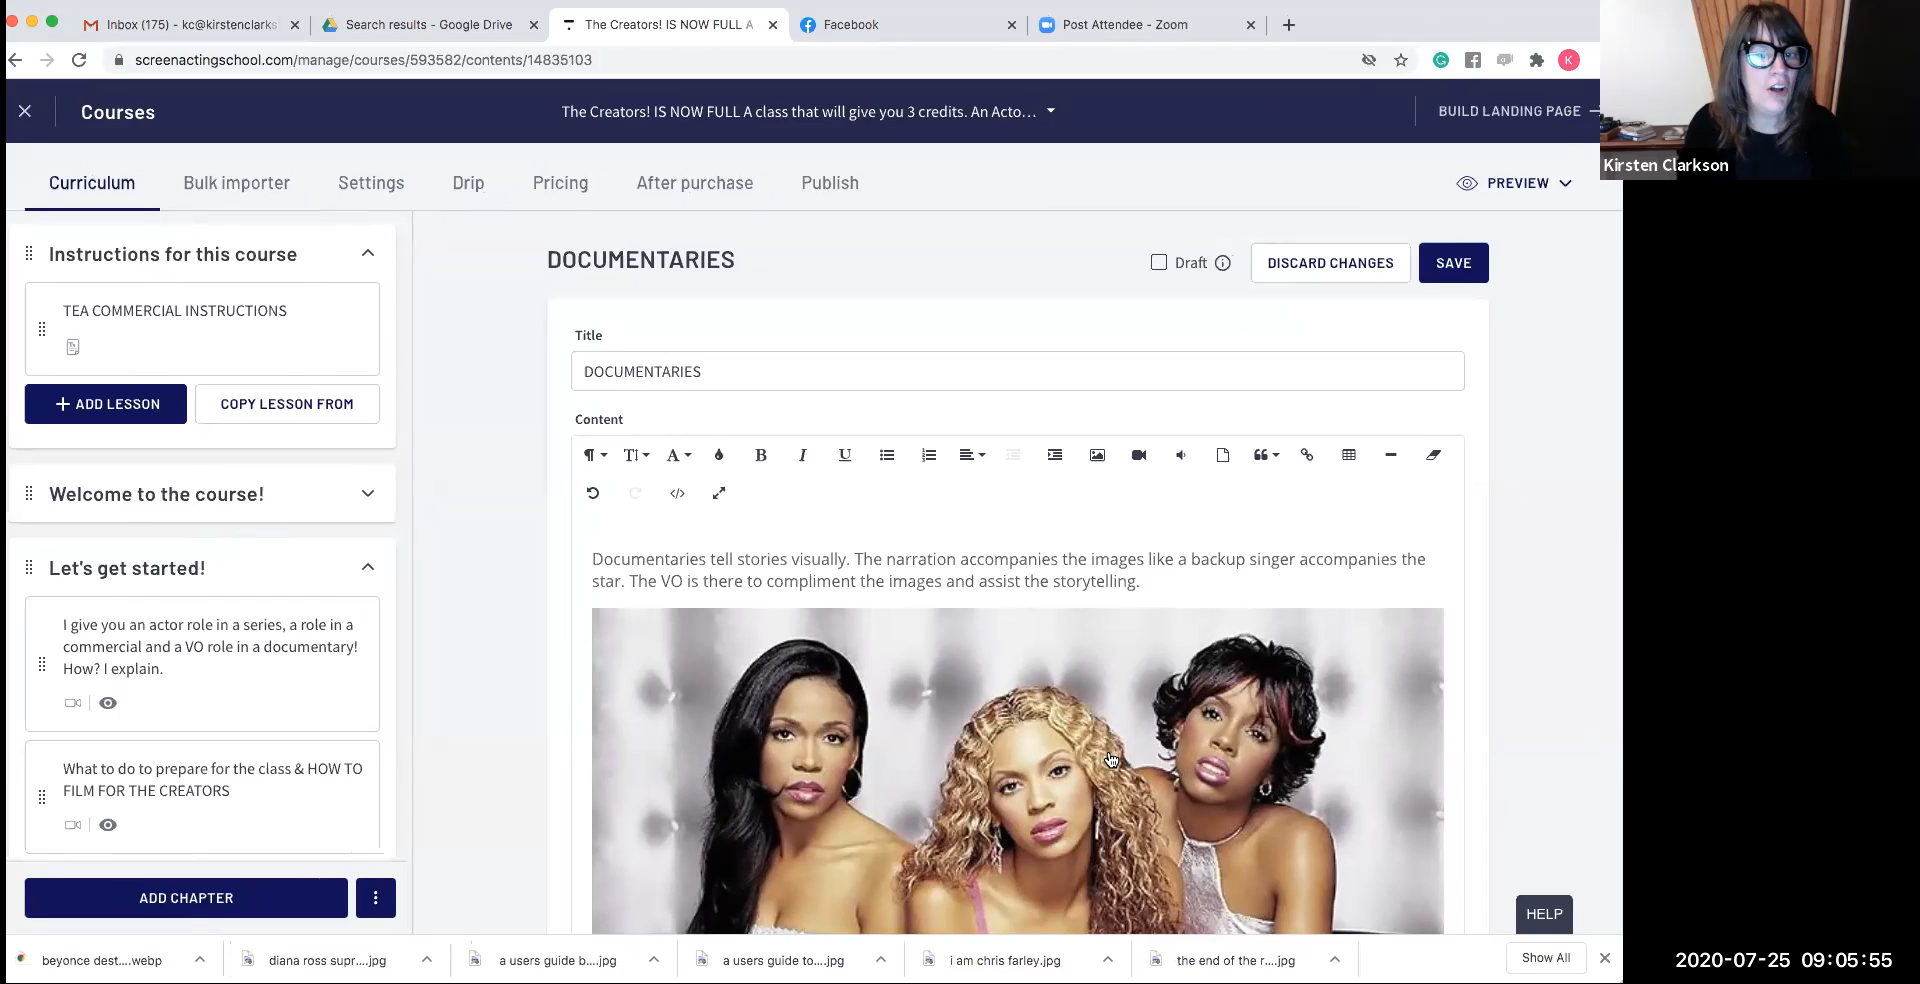 Inbox (175) - kc@kirstenclarks
Search results - Google Drive
The Creators! IS NOW FULL A
Facebook
Post Attendee - Zoom
screenactingschool.com/manage/courses/593582/contents/14835103
K
Courses
The Creators! IS NOW FULL A class that will give you 3 credits. An Acto...
BUILD LANDING PAGE
Kirsten Clarkson
Curriculum
Bulk importer
Settings
Drip
Pricing
After purchase
Publish
PREVIEW
Instructions for this course
TEA COMMERCIAL INSTRUCTIONS
ADD LESSON
COPY LESSON FROM
Welcome to the course!
Let's get started!
I give you an actor role in a series, a role in a
commercial and a VO role in a documentary!
How? I explain.
What to do to prepare for the class & HOW TO
FILM FOR THE CREATORS
ADD CHAPTER
DOCUMENTARIES
Draft
DISCARD CHANGES
SAVE
Title
DOCUMENTARIES
Content
Documentaries tell stories visually. The narration accompanies the images like a backup singer accompanies the
star. The VO is there to compliment the images and assist the storytelling.
HELP
beyonce dest....webp
diana ross supr....jpg
a users guide b....jpg
a users guide to....jpg
i am chris farley.jpg
the end of the r....jpg
Show All
2020-07-25 09:05:55